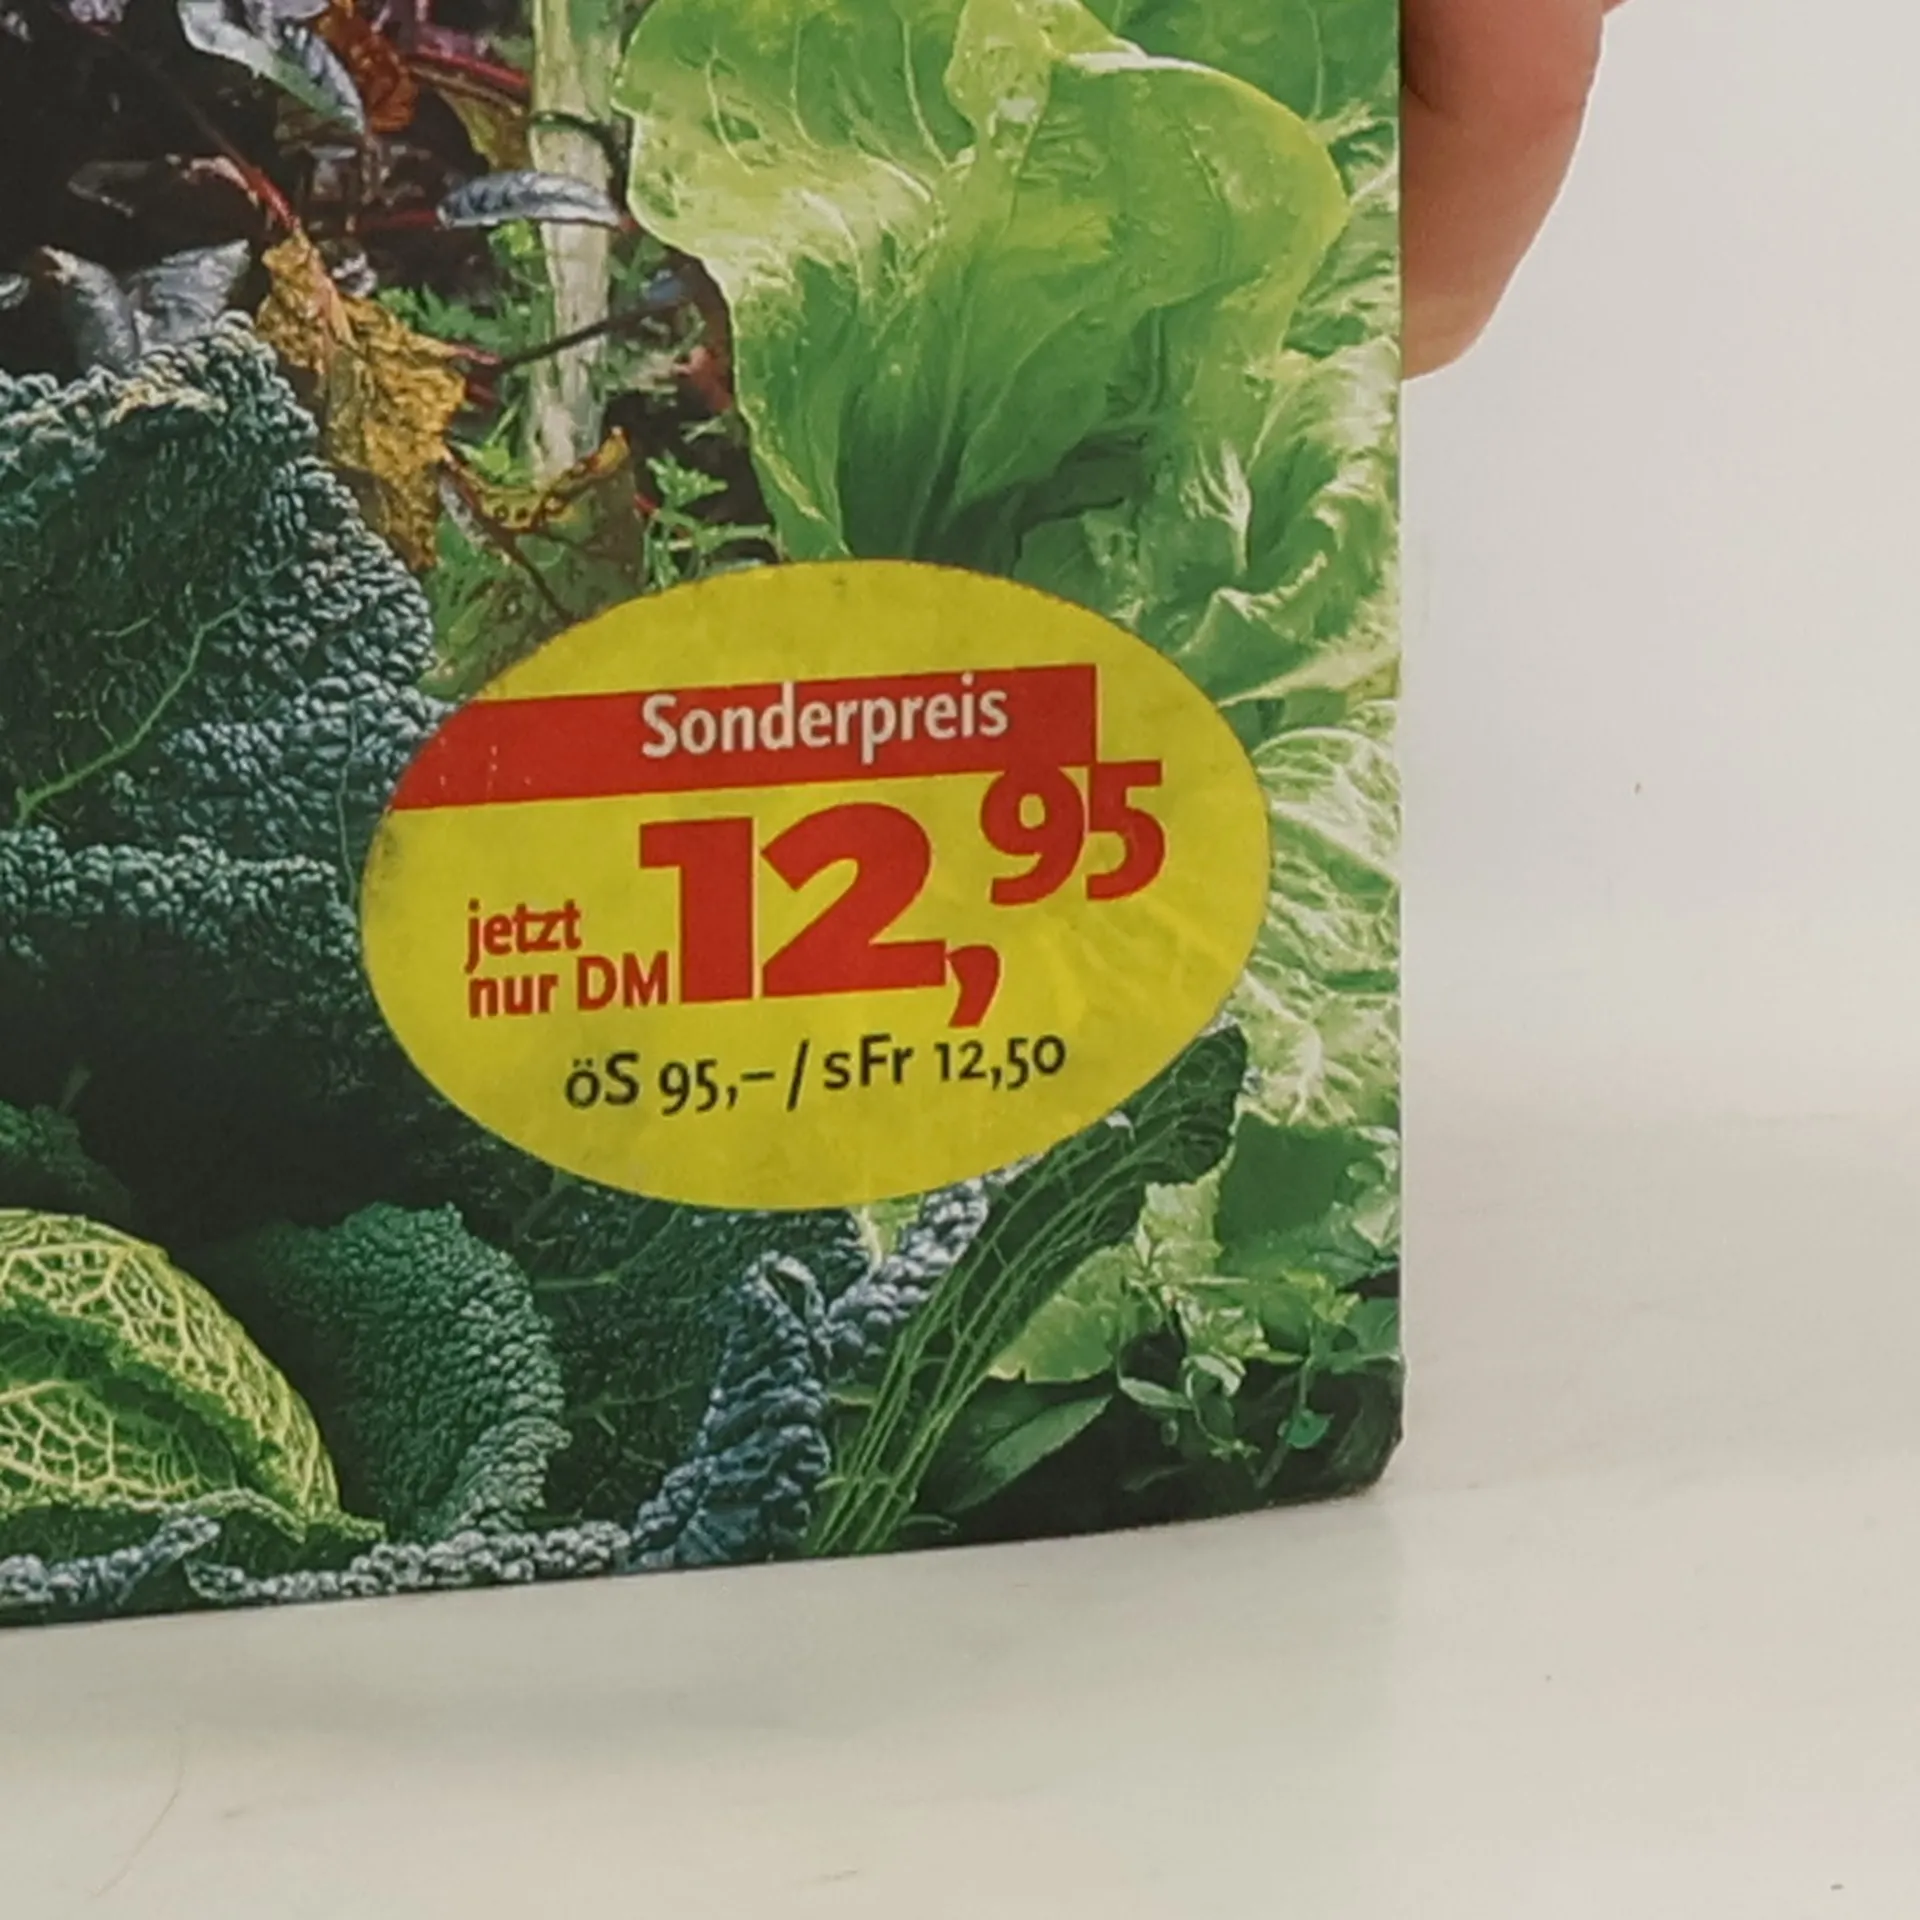 Sonderpreis
jetzt
nur DM 12,95
öS 95,– / sFr 12,50